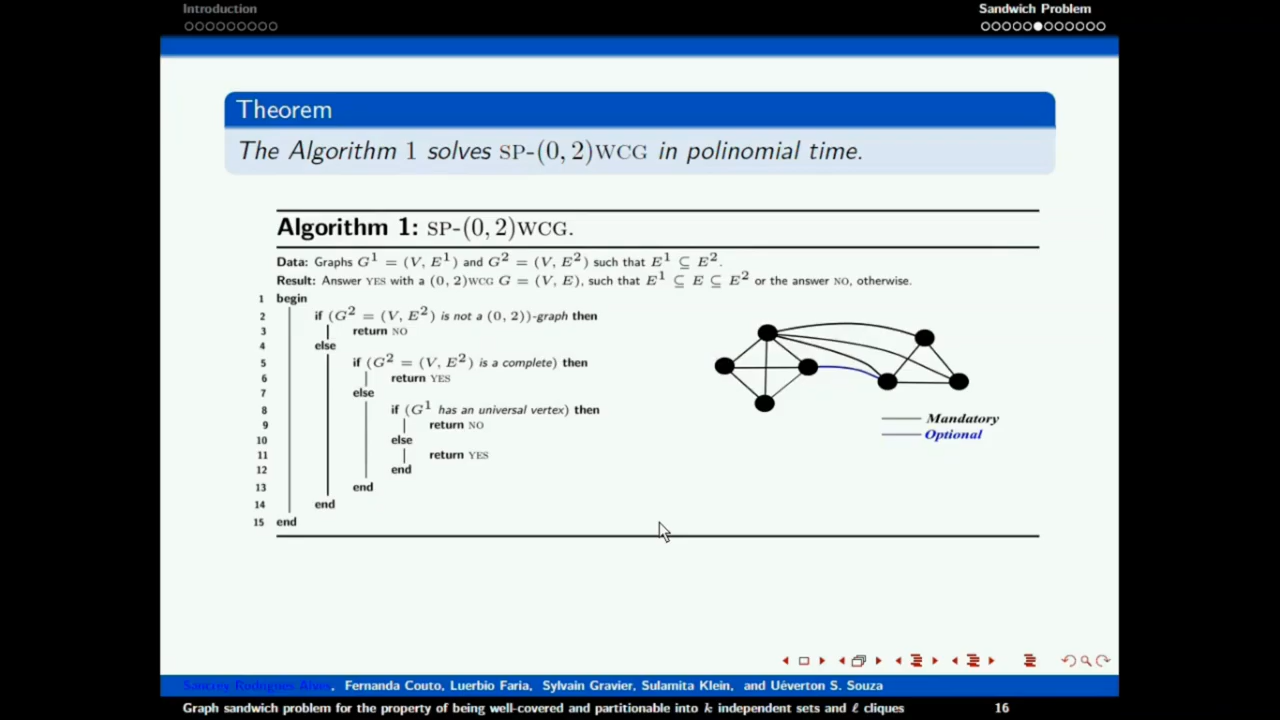 Introduction
Sandwich Problem
Theorem
The Algorithm 1 solves SP-(0, 2)WCG in polinomial time.
Algorithm 1: SP-(0, 2)WCG.
Data: Graphs G¹ = (V, E¹) and G² = (V, E²) such that E¹ ⊆ E².
Result: Answer YES with a (0, 2)WCG G = (V, E), such that E¹ ⊆ E ⊆ E² or the answer NO, otherwise.
1 begin
2 if (G² = (V, E²) is not a (0, 2))-graph then
3 return NO
4 else
5 if (G² = (V, E²) is a complete) then
6 return YES
7 else
8 if (G¹ has an universal vertex) then
9 return NO
10 else
11 return YES
12 end
13 end
14 end
15 end
Mandatory
Optional
Sancrey Rodrigues Alves, Fernanda Couto, Luerbio Faria, Sylvain Gravier, Sulamita Klein, and Uéverton S. Souza
Graph sandwich problem for the property of being well-covered and partitionable into k independent sets and ℓ cliques 16